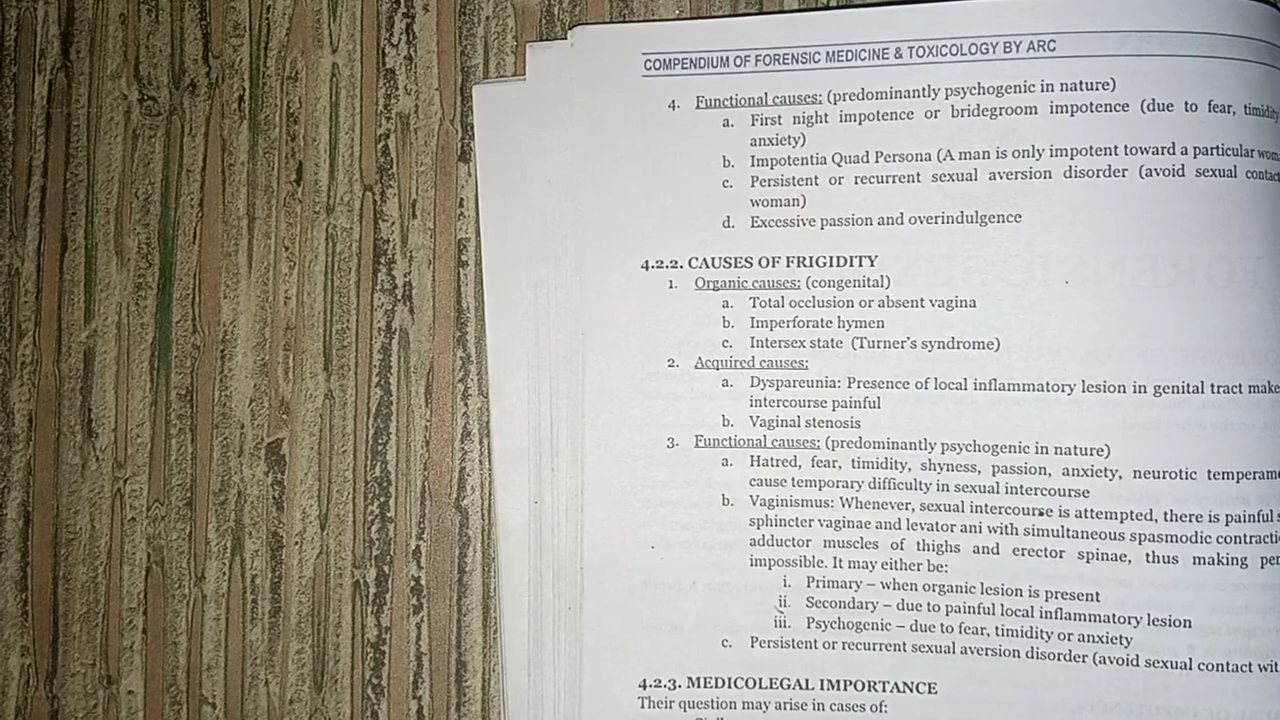 COMPENDIUM OF FORENSIC MEDICINE & TOXICOLOGY BY ARC
4. Functional causes: (predominantly psychogenic in nature)
a. First night impotence or bridegroom impotence (due to fear, timidity
anxiety)
b. Impotentia Quad Persona (A man is only impotent toward a particular
c. Persistent or recurrent sexual aversion disorder (avoid sexual contact
woman)
d. Excessive passion and overindulgence
4.2.2. CAUSES OF FRIGIDITY
1. Organic causes: (congenital)
a. Total occlusion or absent vagina
b. Imperforate hymen
c. Intersex state (Turner's syndrome)
2. Acquired causes:
a. Dyspareunia: Presence of local inflammatory lesion in genital tract make
intercourse painful
b. Vaginal stenosis
3. Functional causes: (predominantly psychogenic in nature)
a. Hatred, fear, timidity, shyness, passion, anxiety, neurotic
cause temporary difficulty in sexual intercourse
b. Vaginismus: Whenever, sexual intercourse is attempted, there is painful
sphincter vaginae and levator ani with simultaneous spasmodic
adductor muscles of thighs and erector spinae, thus making
impossible. It may either be:
i. Primary – when organic lesion is present
ii. Secondary – due to painful local inflammatory lesion
iii. Psychogenic – due to fear, timidity or anxiety
c. Persistent or recurrent sexual aversion disorder (avoid sexual contact
4.2.3. MEDICOLEGAL IMPORTANCE
Their question may arise in cases of: